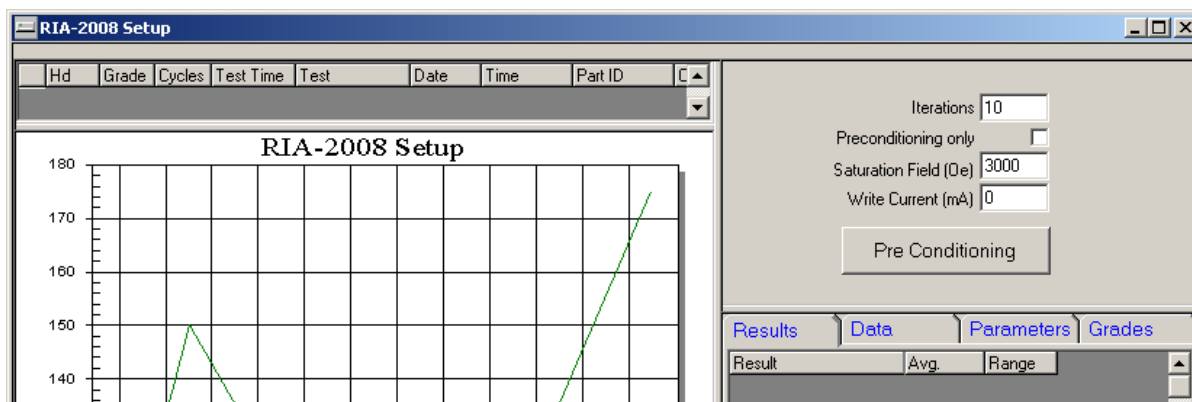 RIA-2008 Setup
Hd Grade Cycles Test Time Test Date Time Part ID
RIA-2008 Setup
180
170
160
150
140
Iterations 10
Preconditioning only
Saturation Field (Oe) 3000
Write Current (mA) 0
Pre Conditioning
Results Data Parameters Grades
Result Avg. Range